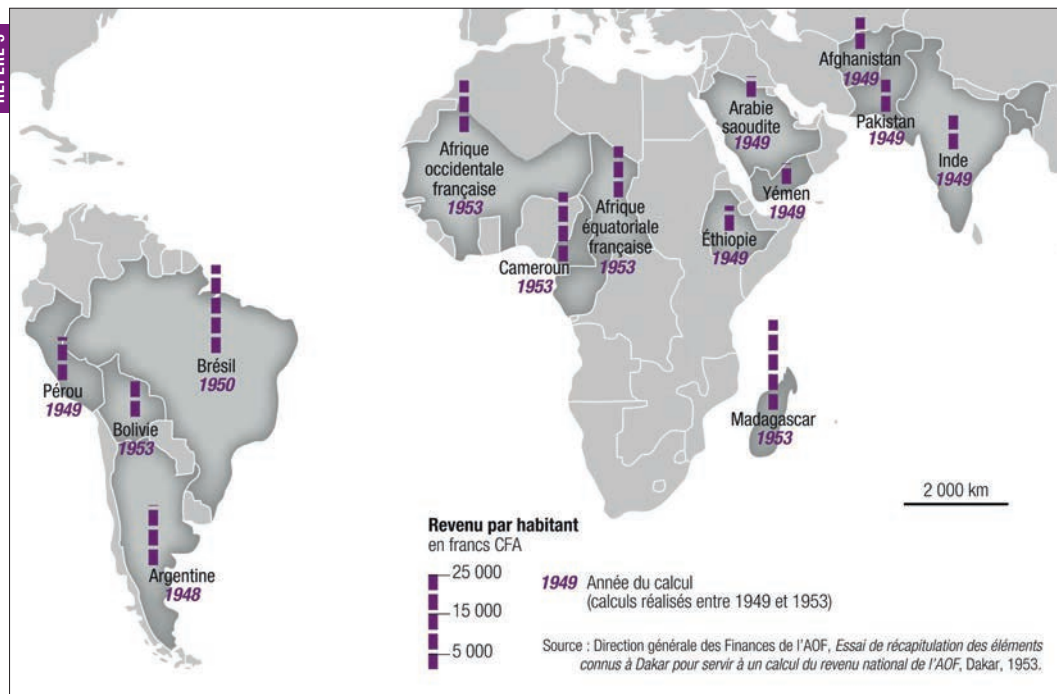 REPÈRE 3
Afghanistan
1949
Afrique
occidentale
française
1953
Arabie
saoudite
1949
Pakistan
1949
Inde
1949
Afrique
équatoriale
française
1953
Yémen
1949
Éthiopie
1949
Cameroun
1953
Brésil
1950
Pérou
1949
Bolivie
1953
Madagascar
1953
Argentine
1948
2 000 km
Revenu par habitant
en francs CFA
25 000
15 000
5 000
1949 Année du calcul
(calculs réalisés entre 1949 et 1953)
Source : Direction générale des Finances de l'AOF, Essai de récapitulation des éléments
connus à Dakar pour servir à un calcul du revenu national de l'AOF, Dakar, 1953.